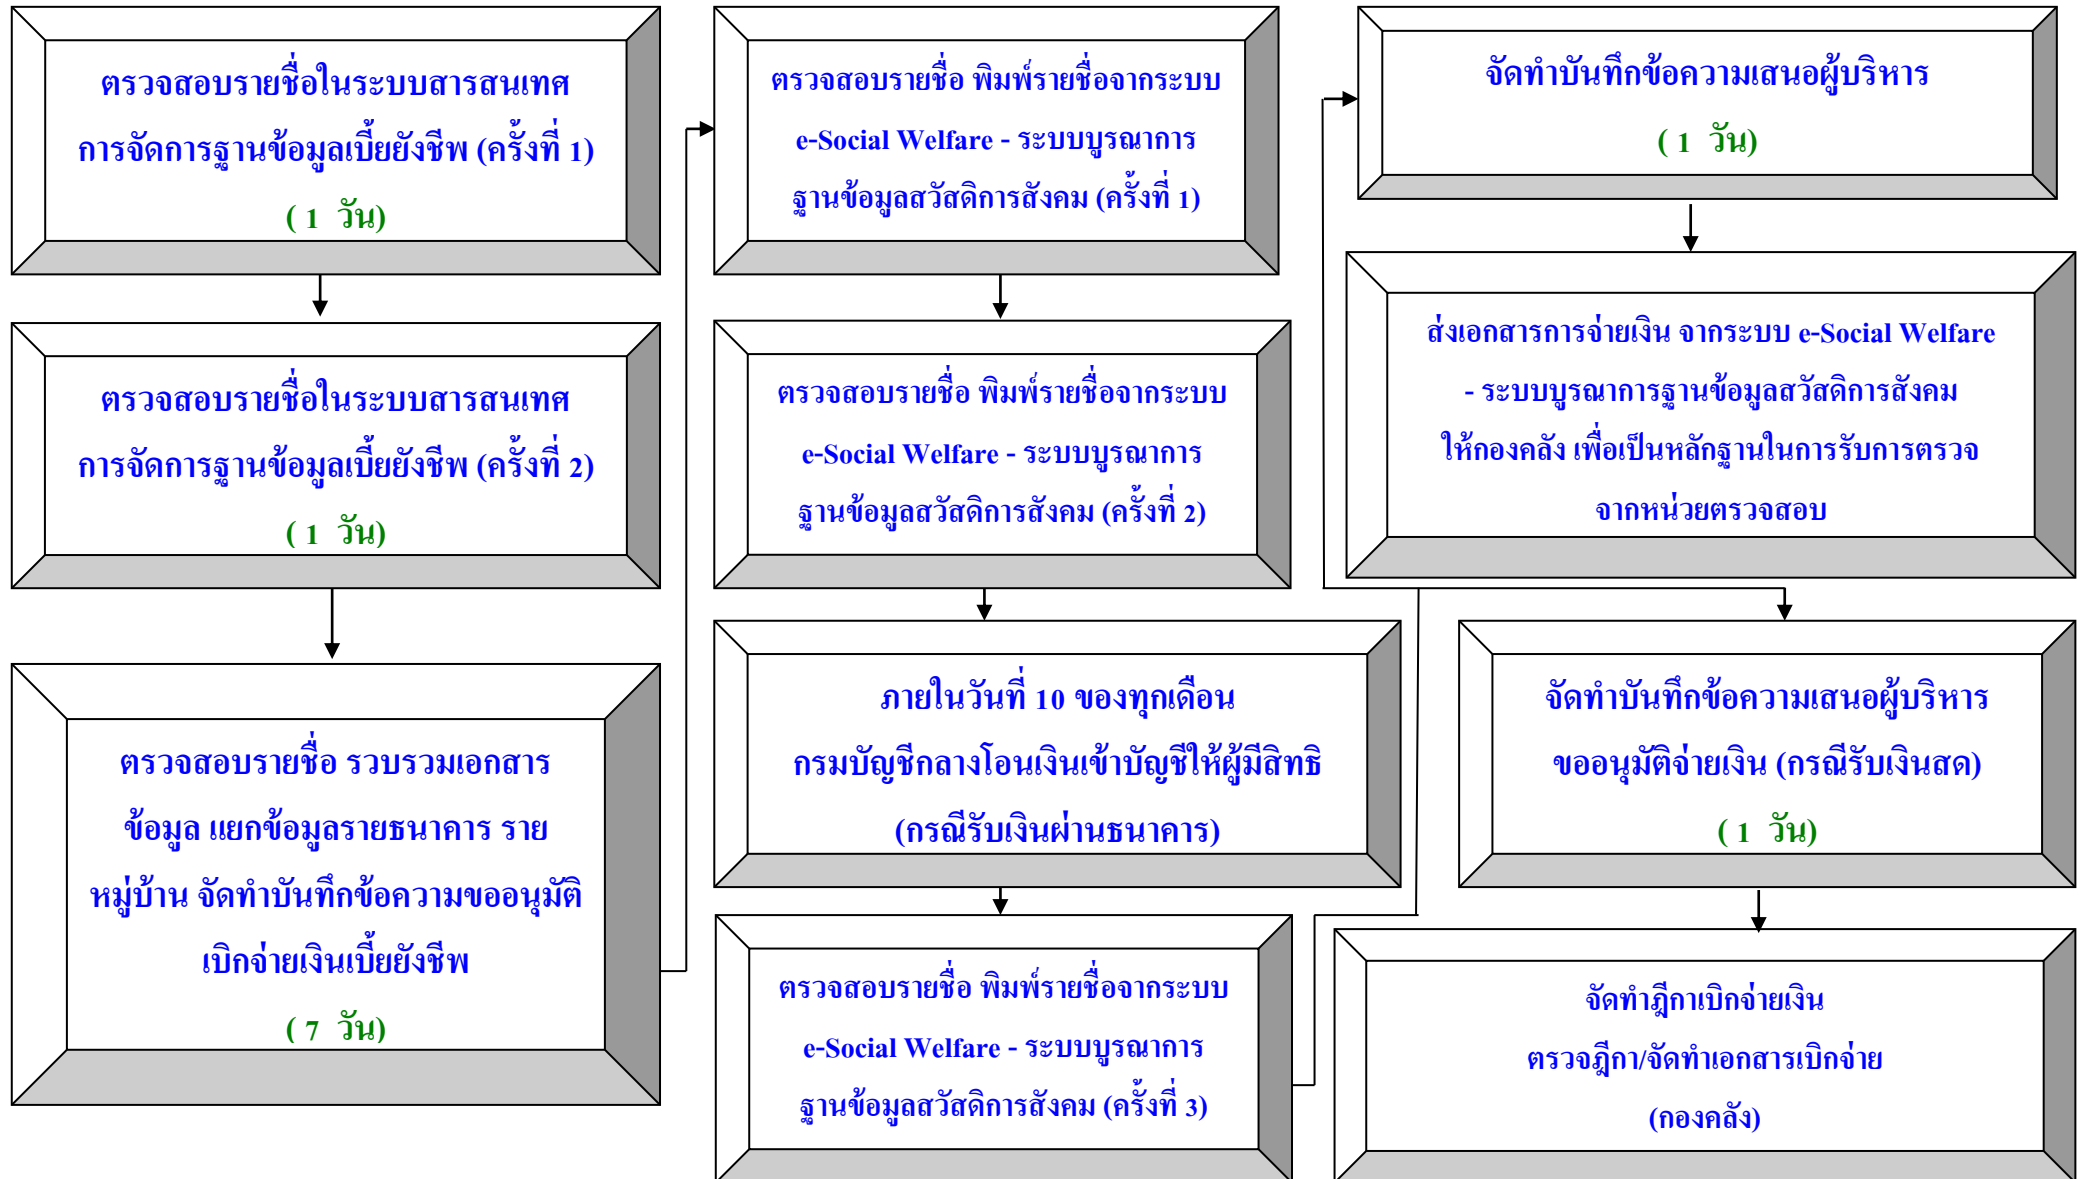 ตรวจสอบรายชื่อในระบบสารสนเทศ
การจัดการฐานข้อมูลเบี้ยยังชีพ (ครั้งที่ 1)
( 1 วัน)
ตรวจสอบรายชื่อในระบบสารสนเทศ
การจัดการฐานข้อมูลเบี้ยยังชีพ (ครั้งที่ 2)
( 1 วัน)
ตรวจสอบรายชื่อ รวบรวมเอกสาร
ข้อมูล แยกข้อมูลรายธนาคาร ราย
หมู่บ้าน จัดทำบันทึกข้อความขออนุมัติ
เบิกจ่ายเงินเบี้ยยังชีพ
( 7 วัน)
ตรวจสอบรายชื่อ พิมพ์รายชื่อจากระบบ
e-Social Welfare - ระบบบูรณาการ
ฐานข้อมูลสวัสดิการสังคม (ครั้งที่ 1)
ตรวจสอบรายชื่อ พิมพ์รายชื่อจากระบบ
e-Social Welfare - ระบบบูรณาการ
ฐานข้อมูลสวัสดิการสังคม (ครั้งที่ 2)
ภายในวันที่ 10 ของทุกเดือน
กรมบัญชีกลางโอนเงินเข้าบัญชีให้ผู้มีสิทธิ
(กรณีรับเงินผ่านธนาคาร)
ตรวจสอบรายชื่อ พิมพ์รายชื่อจากระบบ
e-Social Welfare - ระบบบูรณาการ
ฐานข้อมูลสวัสดิการสังคม (ครั้งที่ 3)
จัดทำบันทึกข้อความเสนอผู้บริหาร
( 1 วัน)
ส่งเอกสารการจ่ายเงิน จากระบบ e-Social Welfare
- ระบบบูรณาการฐานข้อมูลสวัสดิการสังคม
ให้กองคลัง เพื่อเป็นหลักฐานในการรับการตรวจ
จากหน่วยตรวจสอบ
จัดทำบันทึกข้อความเสนอผู้บริหาร
ขออนุมัติจ่ายเงิน (กรณีรับเงินสด)
( 1 วัน)
จัดทำฎีกาเบิกจ่ายเงิน
ตรวจฎีกา/จัดทำเอกสารเบิกจ่าย
(กองคลัง)